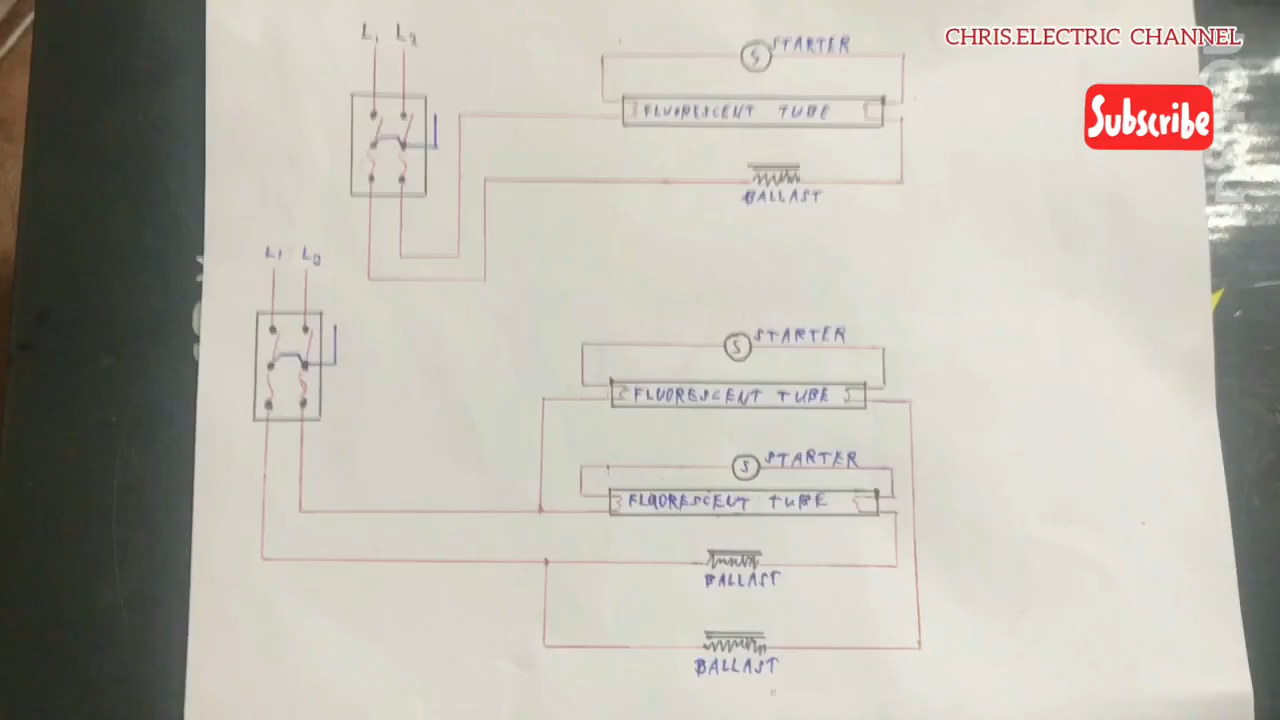 CHRIS.ELECTRIC CHANNEL
Subscribe
L1 L2
S STARTER
FLUORESCENT TUBE
BALLAST
L1 L2
S STARTER
FLUORESCENT TUBE
S STARTER
FLUORESCENT TUBE
BALLAST
BALLAST